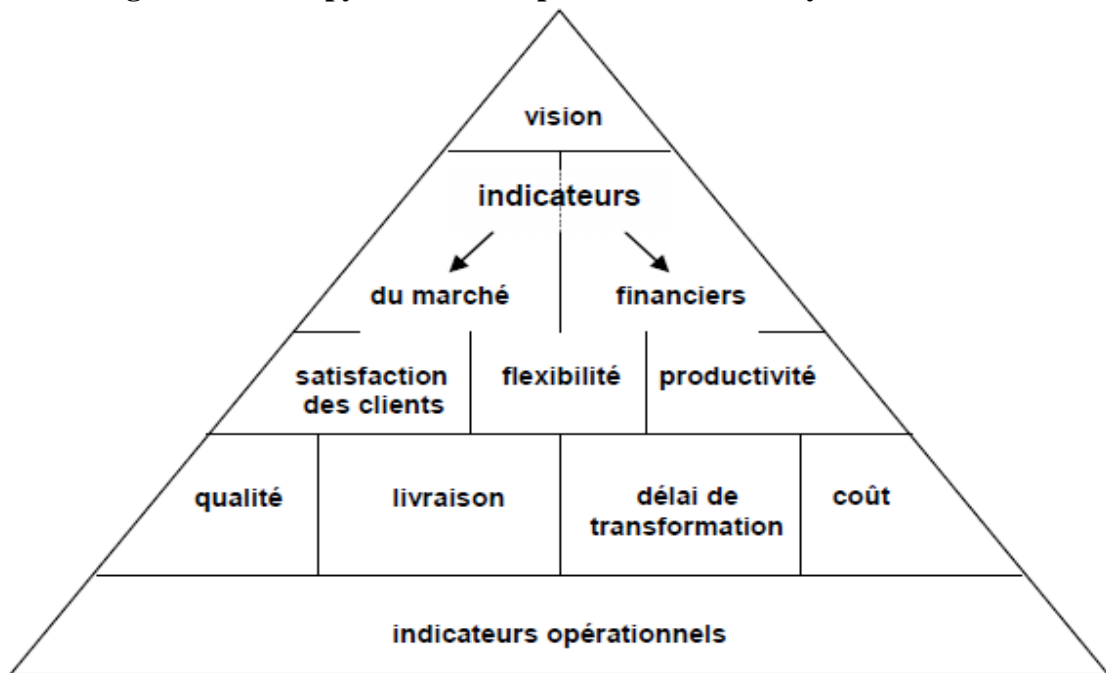 vision
indicateurs
du marché financiers
satisfaction des clients flexibilité productivité
qualité livraison délai de transformation coût
indicateurs opérationnels